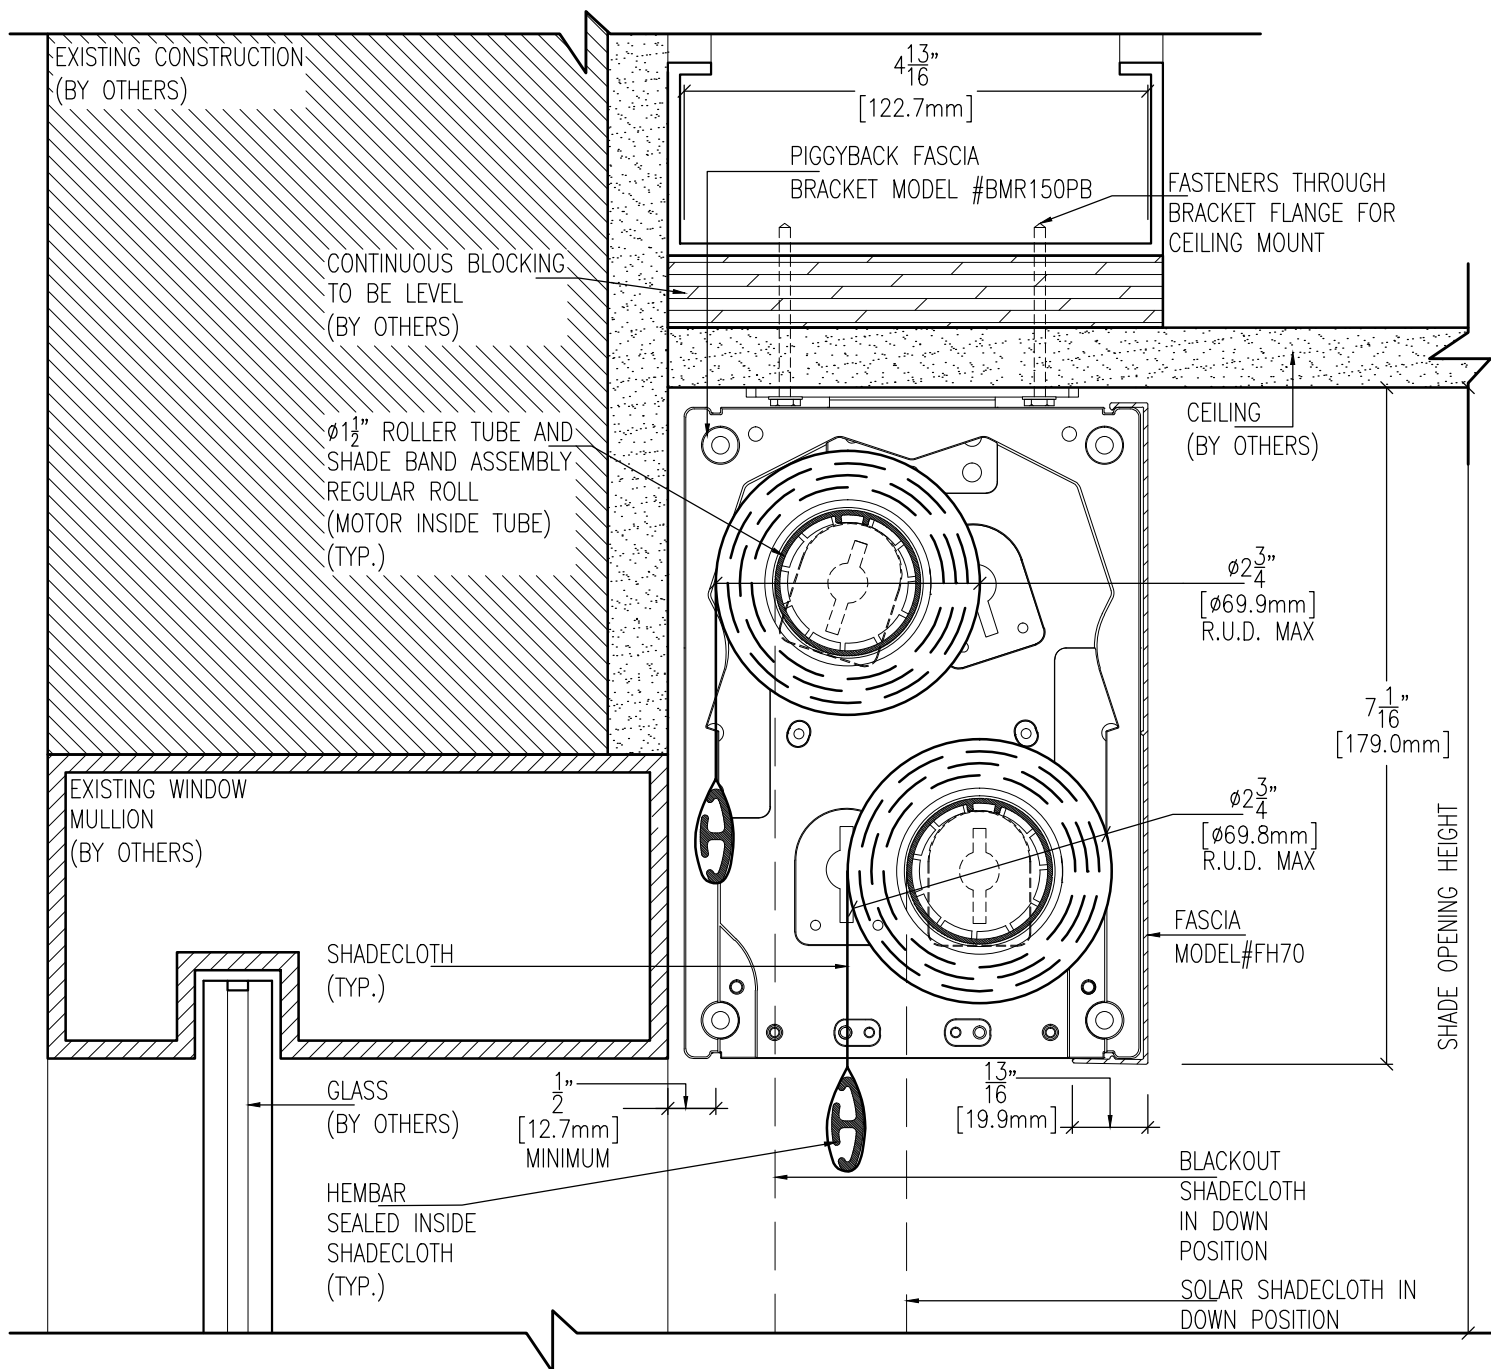 EXISTING CONSTRUCTION
(BY OTHERS)
4 13/16"
[122.7mm]
PIGGYBACK FASCIA
BRACKET MODEL #BMR150PB
FASTENERS THROUGH
BRACKET FLANGE FOR
CEILING MOUNT
CONTINUOUS BLOCKING
TO BE LEVEL
(BY OTHERS)
CEILING
(BY OTHERS)
ø1 1/2" ROLLER TUBE AND
SHADE BAND ASSEMBLY
REGULAR ROLL
(MOTOR INSIDE TUBE)
(TYP.)
ø2 3/4"
[ø69.9mm]
R.U.D. MAX
7 1/16"
[179.0mm]
EXISTING WINDOW
MULLION
(BY OTHERS)
ø2 3/4"
[ø69.8mm]
R.U.D. MAX
SHADE OPENING HEIGHT
FASCIA
MODEL#FH70
SHADECLOTH
(TYP.)
GLASS
(BY OTHERS)
1/2"
[12.7mm]
MINIMUM
13/16"
[19.9mm]
HEMBAR
SEALED INSIDE
SHADECLOTH
(TYP.)
BLACKOUT
SHADECLOTH
IN DOWN
POSITION
SOLAR SHADECLOTH IN
DOWN POSITION